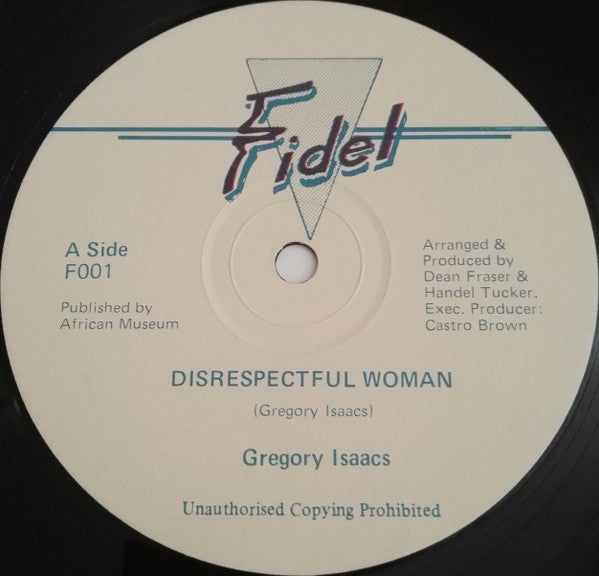 Fidel
A Side
F001
Published by
African Museum
Arranged &
Produced by
Dean Fraser &
Handel Tucker.
Exec. Producer:
Castro Brown
DISRESPECTFUL WOMAN
(Gregory Isaacs)
Gregory Isaacs
Unauthorised Copying Prohibited